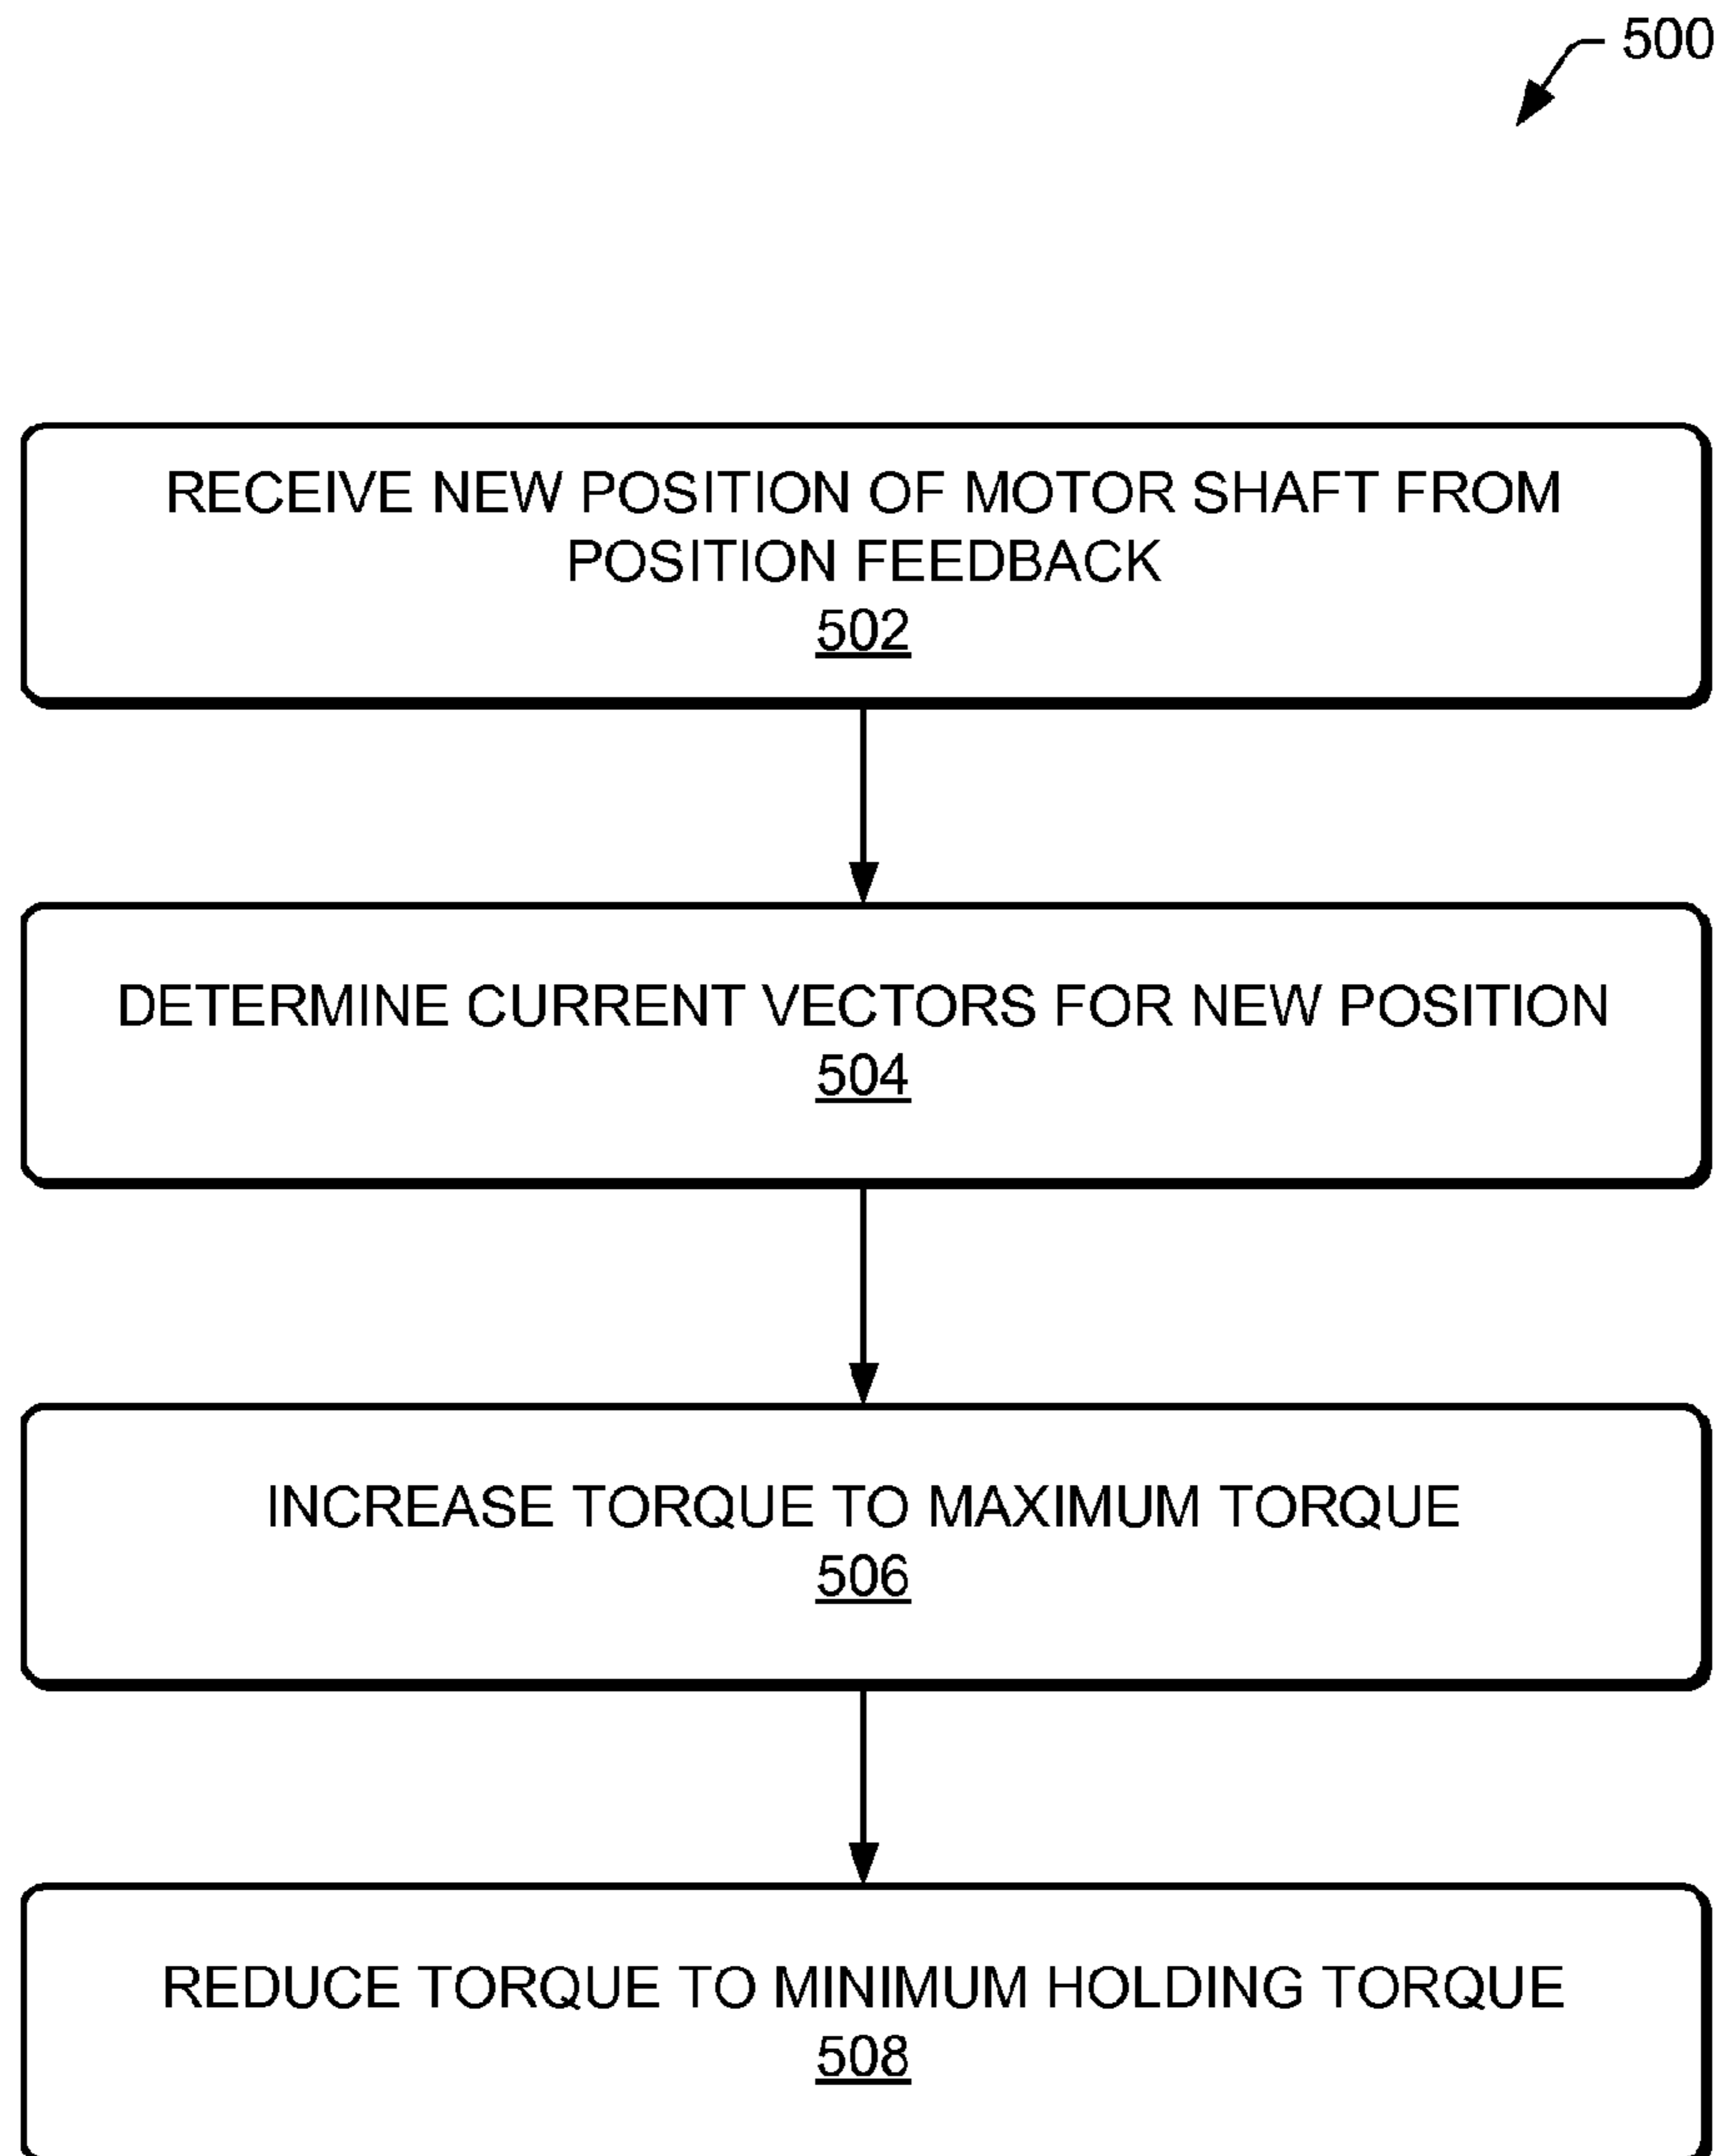 500
RECEIVE NEW POSITION OF MOTOR SHAFT FROM
POSITION FEEDBACK
502
DETERMINE CURRENT VECTORS FOR NEW POSITION
504
INCREASE TORQUE TO MAXIMUM TORQUE
506
REDUCE TORQUE TO MINIMUM HOLDING TORQUE
508